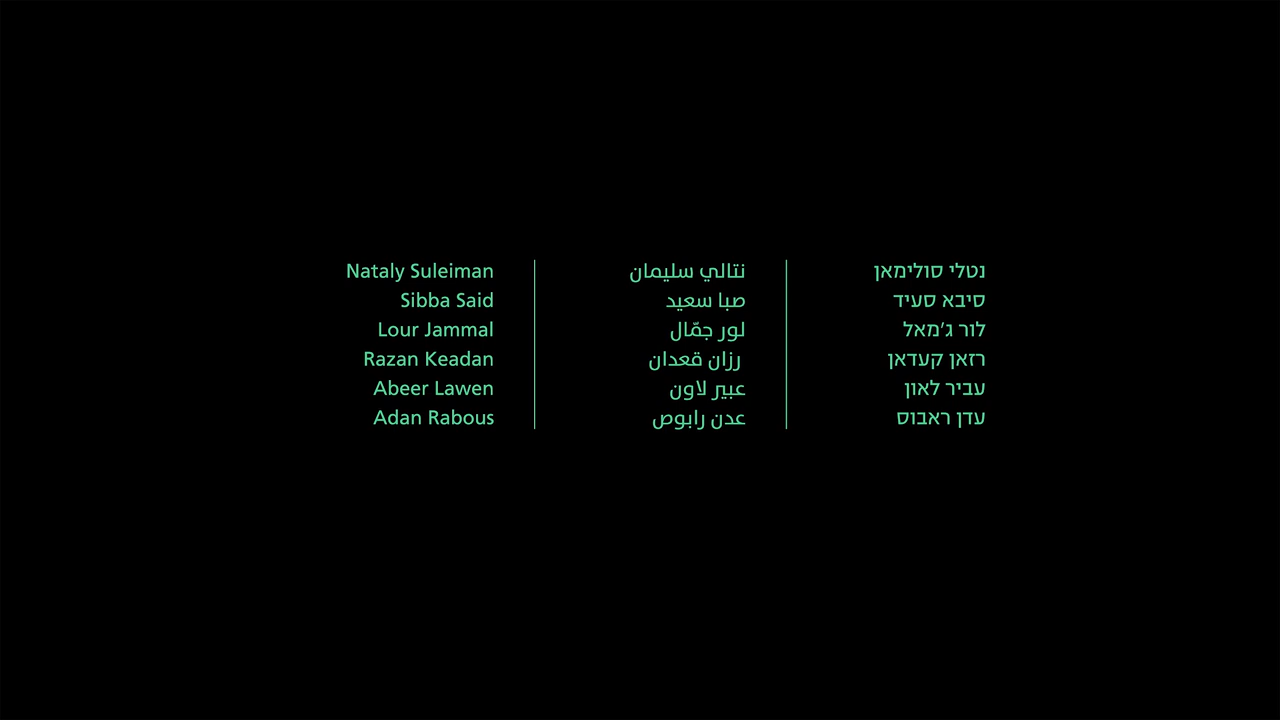 Nataly Suleiman
Sibba Said
Lour Jammal
Razan Keadan
Abeer Lawen
Adan Rabous
نتالي سليمان
صبا سعيد
لور جمّال
رزان قعدان
عبير لاون
عدن رابوص
נטלי סולימאן
סיבא סעיד
לור ג׳מאל
רזאן קעדאן
עביר לאון
עדן ראבוס